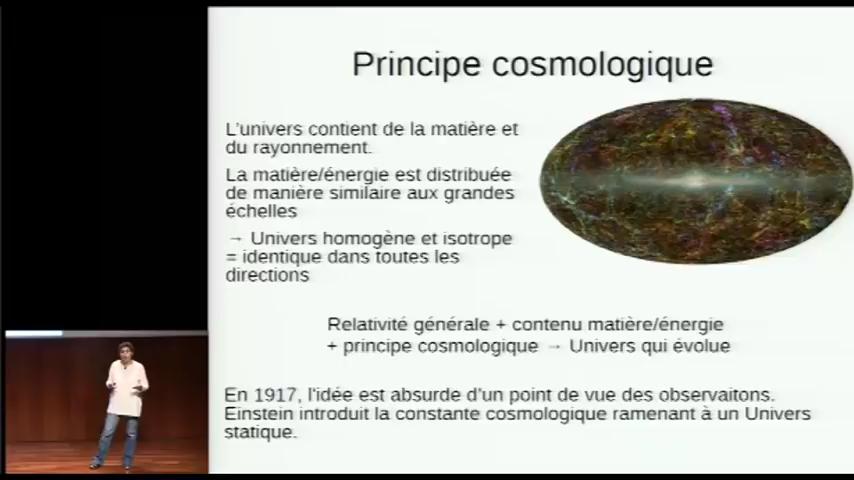 Principe cosmologique
L'univers contient de la matière et
du rayonnement.
La matière/énergie est distribuée
de manière similaire aux grandes
échelles
→ Univers homogène et isotrope
= identique dans toutes les
directions
Relativité générale + contenu matière/énergie
+ principe cosmologique → Univers qui évolue
En 1917, l'idée est absurde d'un point de vue des observaitons.
Einstein introduit la constante cosmologique ramenant à un Univers
statique.